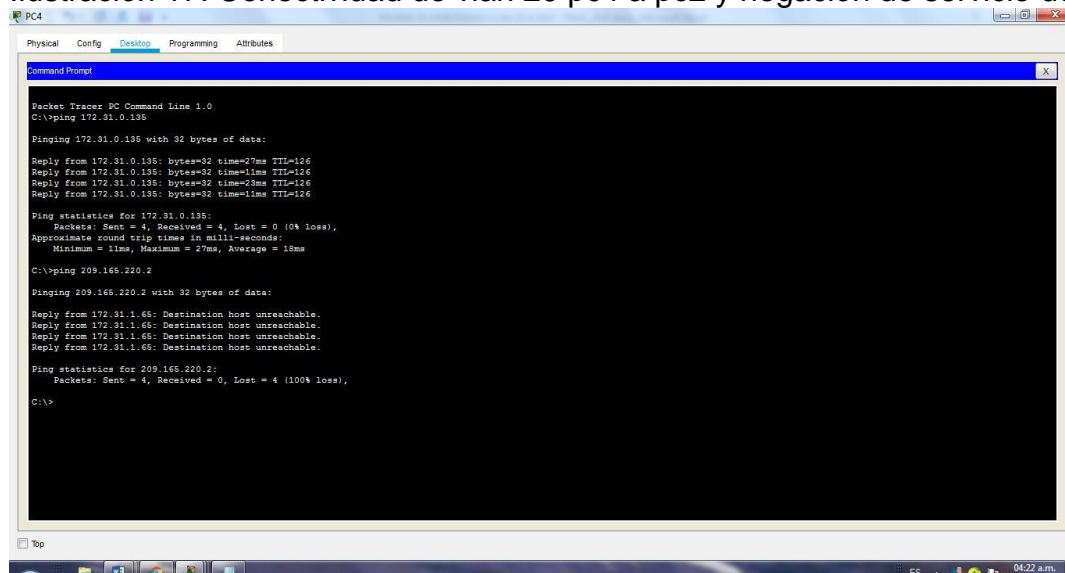 PC4
Physical Config Desktop Programming Attributes
Command Prompt
X
Packet Tracer PC Command Line 1.0
C:\>ping 172.31.0.135
Pinging 172.31.0.135 with 32 bytes of data:
Reply from 172.31.0.135: bytes=32 time=27ms TTL=126
Reply from 172.31.0.135: bytes=32 time=11ms TTL=126
Reply from 172.31.0.135: bytes=32 time=23ms TTL=126
Reply from 172.31.0.135: bytes=32 time=11ms TTL=126
Ping statistics for 172.31.0.135:
Packets: Sent = 4, Received = 4, Lost = 0 (0% loss),
Approximate round trip times in milli-seconds:
Minimum = 11ms, Maximum = 27ms, Average = 18ms
C:\>ping 209.165.220.2
Pinging 209.165.220.2 with 32 bytes of data:
Reply from 172.31.1.65: Destination host unreachable.
Reply from 172.31.1.65: Destination host unreachable.
Reply from 172.31.1.65: Destination host unreachable.
Reply from 172.31.1.65: Destination host unreachable.
Ping statistics for 209.165.220.2:
Packets: Sent = 4, Received = 0, Lost = 4 (100% loss),
C:\>
Top
ES 04:22 a.m.